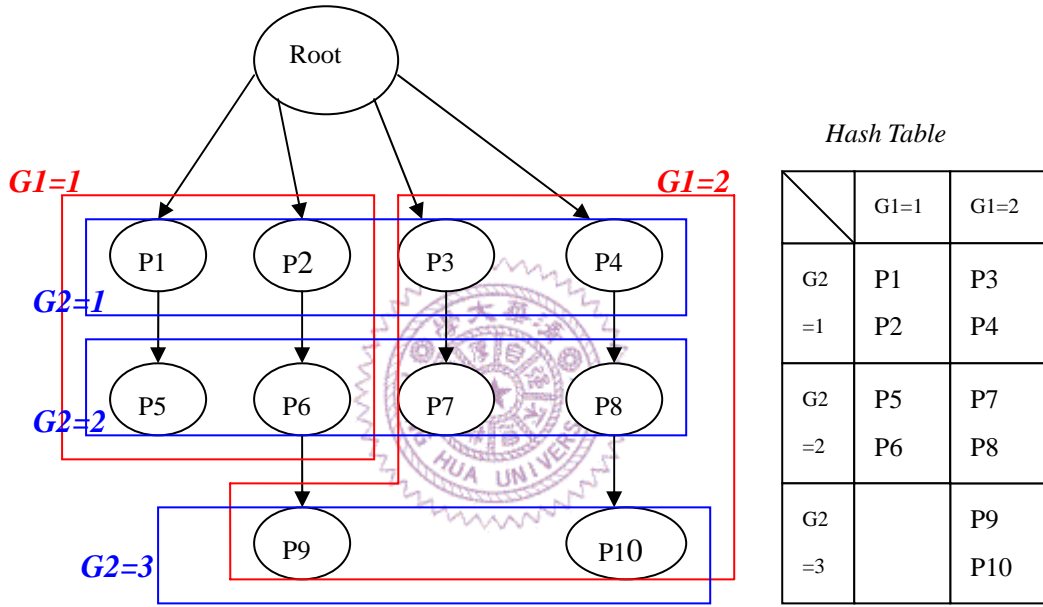 Root
Hash Table
G1=1
G1=2
P1
P2
P3
P4
G2=1
P5
P6
P7
P8
G2=2
HUA UNIVERS
P9
P10
G2=3
G1=1 G1=2
G2 P1 P3
=1 P2 P4
G2 P5 P7
=2 P6 P8
G2 P9
=3 P10